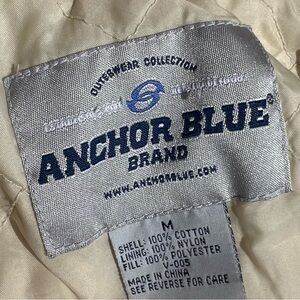 OUTERWEAR COLLECTION
ANCHOR BLUE®
BRAND
WWW.ANCHORBLUE.COM
M
SHELL: 100% COTTON
LINING: 100% NYLON
FILL: 100% POLYESTER
V-005
MADE IN CHINA
SEE REVERSE FOR CARE